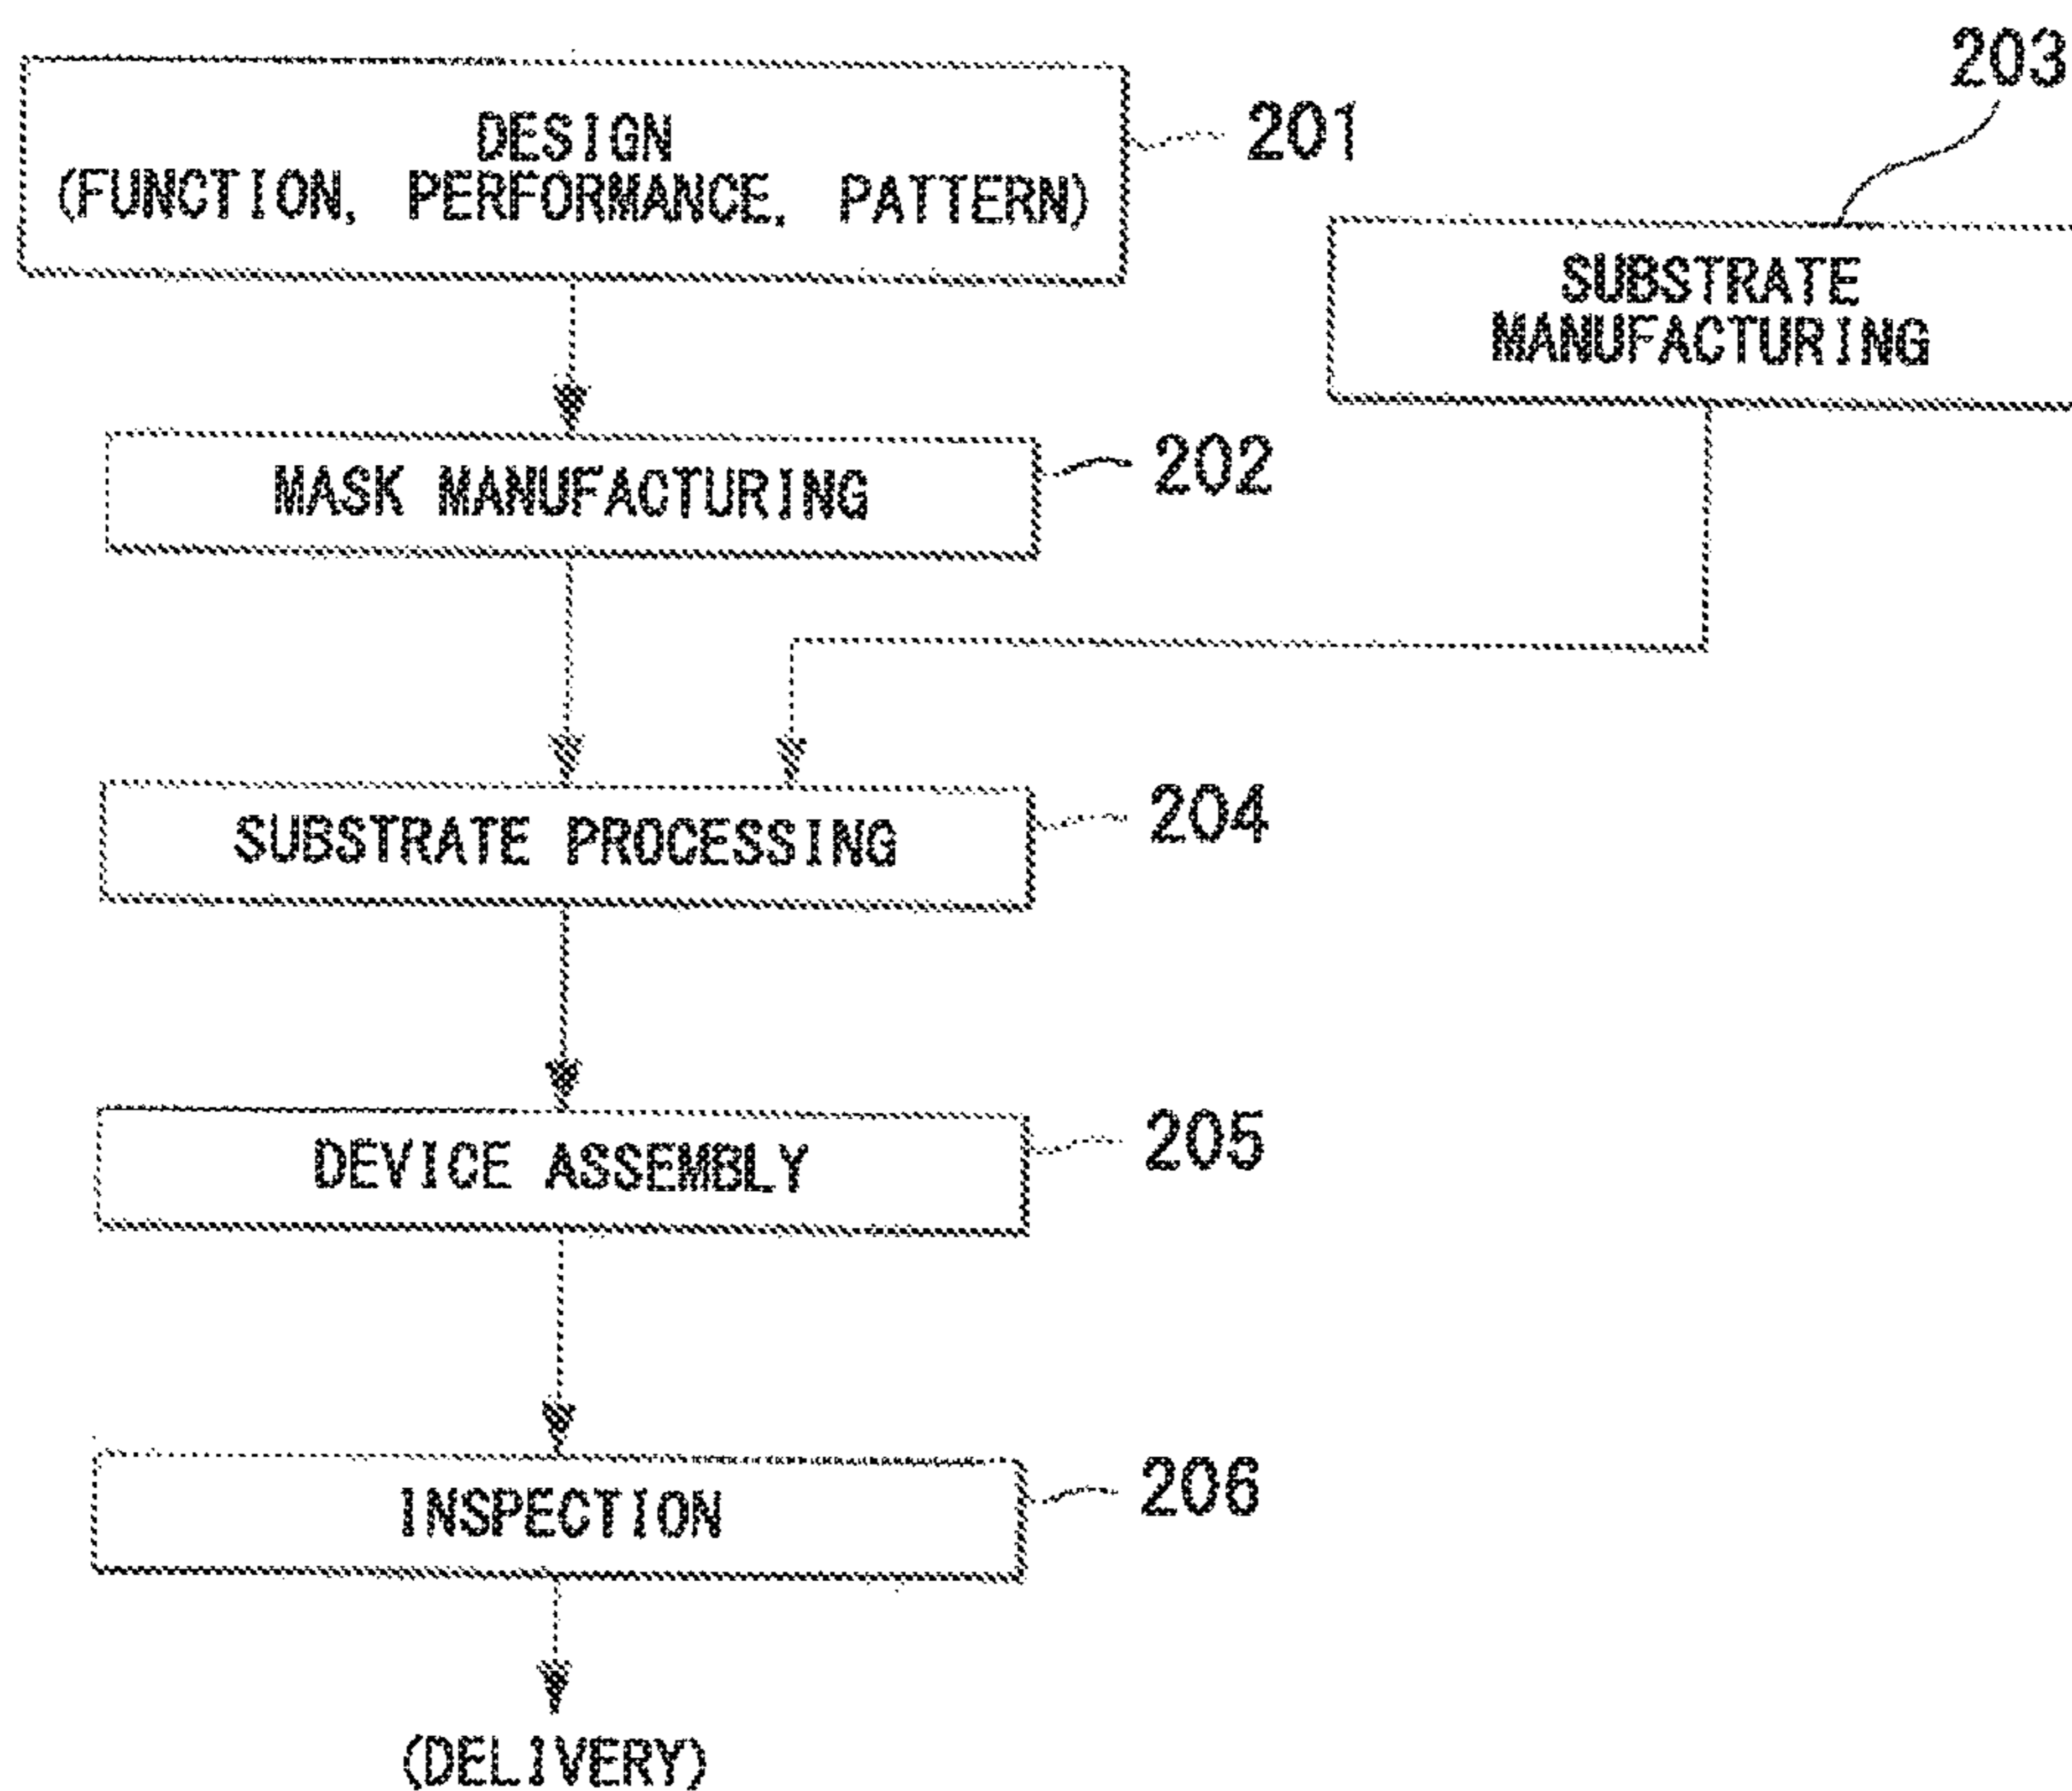 DESIGN
(FUNCTION, PERFORMANCE, PATTERN)
201
203
SUBSTRATE
MANUFACTURING
MASK MANUFACTURING
202
SUBSTRATE PROCESSING
204
DEVICE ASSEMBLY
205
INSPECTION
206
(DELIVERY)